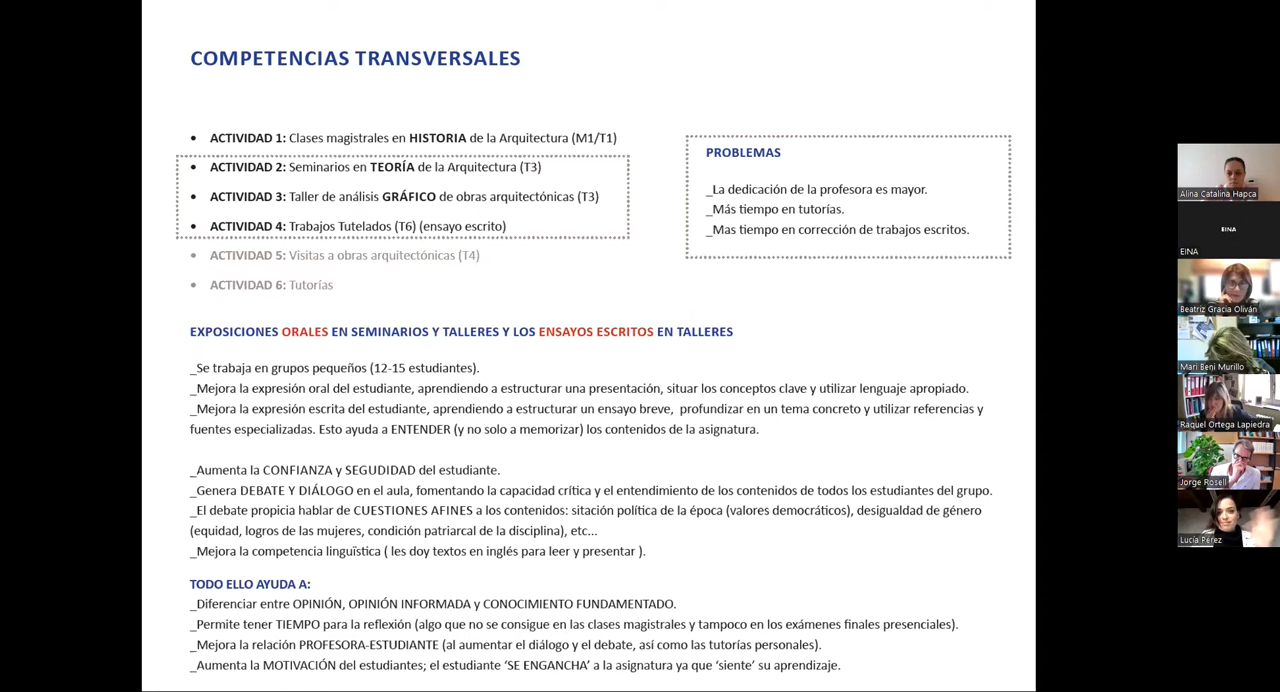 COMPETENCIAS TRANSVERSALES
• ACTIVIDAD 1: Clases magistrales en HISTORIA de la Arquitectura (M1/T1)
• ACTIVIDAD 2: Seminarios en TEORÍA de la Arquitectura (T3)
• ACTIVIDAD 3: Taller de análisis GRÁFICO de obras arquitectónicas (T3)
• ACTIVIDAD 4: Trabajos Tutelados (T6) (ensayo escrito)
• ACTIVIDAD 5: Visitas a obras arquitectónicas (T4)
• ACTIVIDAD 6: Tutorías
PROBLEMAS
_La dedicación de la profesora es mayor.
_Más tiempo en tutorías.
_Mas tiempo en corrección de trabajos escritos.
EXPOSICIONES ORALES EN SEMINARIOS Y TALLERES Y LOS ENSAYOS ESCRITOS EN TALLERES
_Se trabaja en grupos pequeños (12-15 estudiantes).
_Mejora la expresión oral del estudiante, aprendiendo a estructurar una presentación, situar los conceptos clave y utilizar lenguaje apropiado.
_Mejora la expresión escrita del estudiante, aprendiendo a estructurar un ensayo breve, profundizar en un tema concreto y utilizar referencias y
fuentes especializadas. Esto ayuda a ENTENDER (y no solo a memorizar) los contenidos de la asignatura.
_Aumenta la CONFIANZA y SEGUDIDAD del estudiante.
_Genera DEBATE Y DIÁLOGO en el aula, fomentando la capacidad crítica y el entendimiento de los contenidos de todos los estudiantes del grupo.
_El debate propicia hablar de CUESTIONES AFINES a los contenidos: sitación política de la época (valores democráticos), desigualdad de género
(equidad, logros de las mujeres, condición patriarcal de la disciplina), etc...
_Mejora la competencia linguïstica ( les doy textos en inglés para leer y presentar ).
TODO ELLO AYUDA A:
_Diferenciar entre OPINIÓN, OPINIÓN INFORMADA y CONOCIMIENTO FUNDAMENTADO.
_Permite tener TIEMPO para la reflexión (algo que no se consigue en las clases magistrales y tampoco en los exámenes finales presenciales).
_Mejora la relación PROFESORA-ESTUDIANTE (al aumentar el diálogo y el debate, así como las tutorías personales).
_Aumenta la MOTIVACIÓN del estudiantes; el estudiante ‘SE ENGANCHA’ a la asignatura ya que ‘siente’ su aprendizaje.
Alina Catalina Hapca
EINA
EINA
Beatriz Gracia Oliván
Mari Beni Murillo
Raquel Ortega Lapiedra
Jorge Rosell
Lucía Pérez